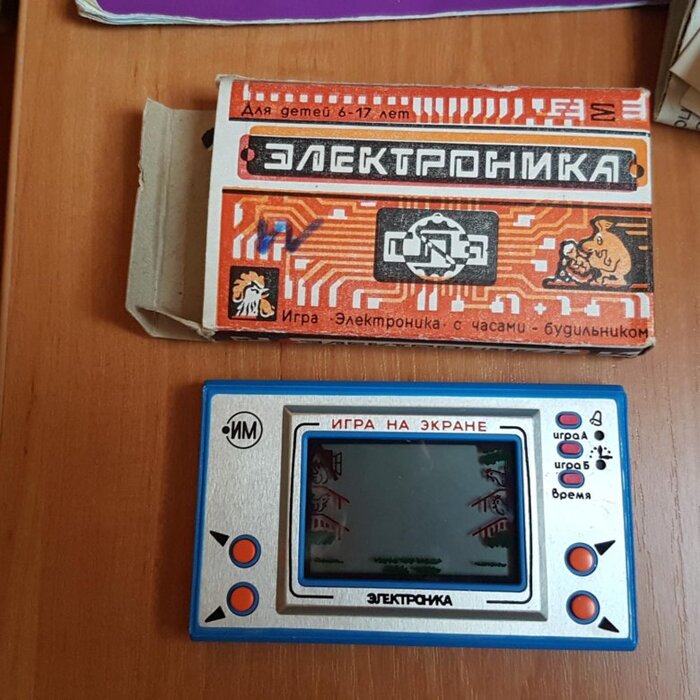 Для детей 6-17 лет
ЭЛЕКТРОНИКА
Игра ·Электроника· с часами - будильником
ИМ
ИГРА НА ЭКРАНЕ
игра А
игра Б
Время
ЭЛЕКТРОНИКА